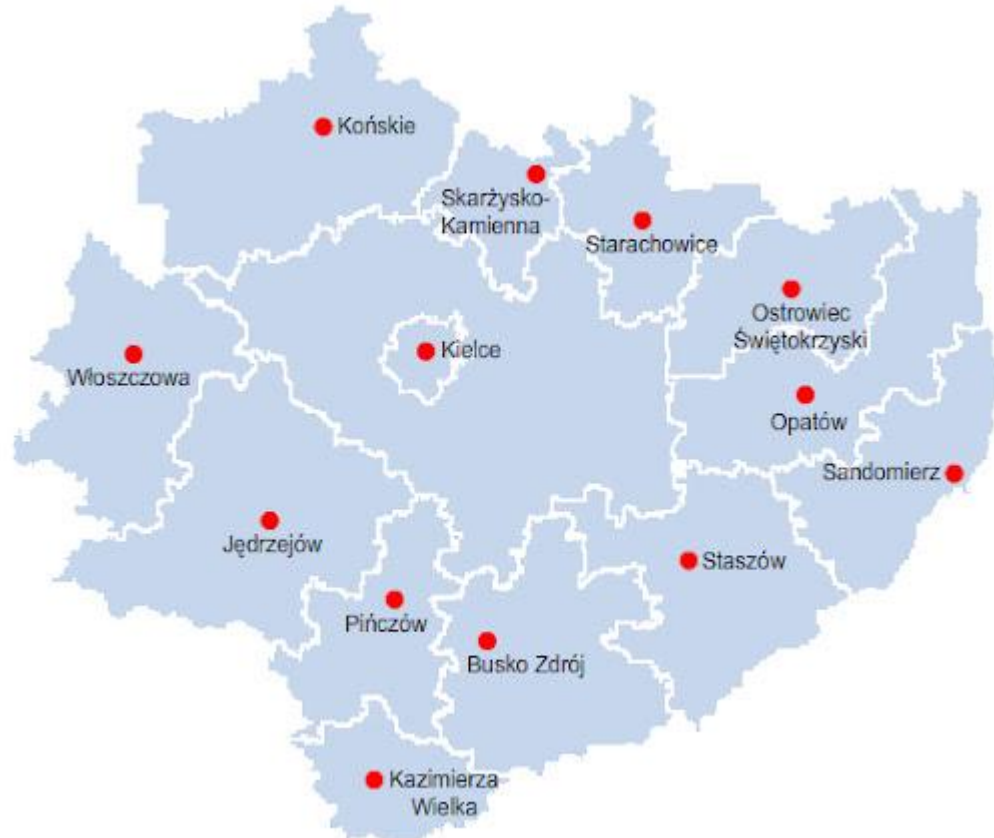 Końskie
Skarżysko-
Kamienna
Starachowice
Ostrowiec
Świętokrzyski
Kielce
Włoszczowa
Opatów
Sandomierz
Jędrzejów
Staszów
Pińczów
Busko Zdrój
Kazimierza
Wielka